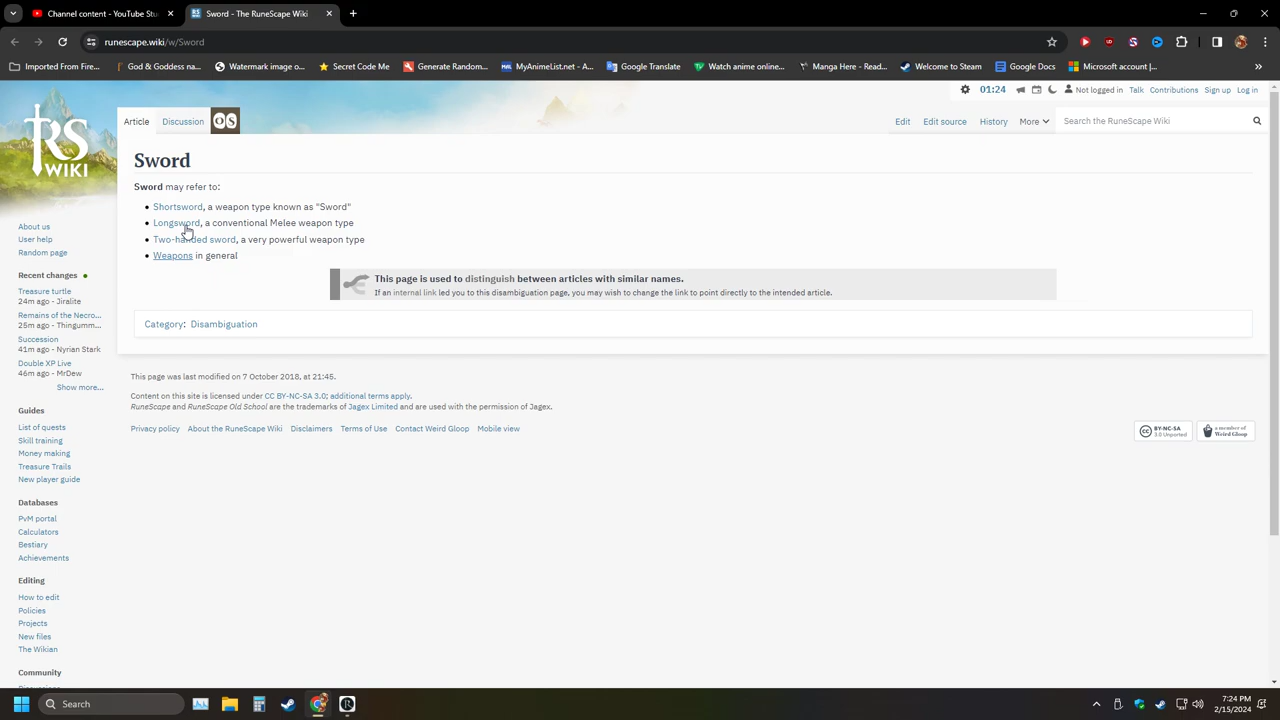 Channel content - YouTube Stu
Sword - The RuneScape Wiki
runescape.wiki/w/Sword
Imported From Firef...
God & Goddess na...
Whatsapp
Secret Code Me
Generate Random...
MyAnimeList.net - A...
Google Translate
Watch anime online...
Manga Here - Read...
Welcome to Steam
Google Docs
Microsoft account |...
01:24
Not logged in Talk Contributions Sign up Log in
RS
WIKI
Article Discussion OS
Edit Edit source History More
Search the RuneScape Wiki
Sword
Sword may refer to:
Shortsword, a weapon type known as "Sword"
Longsword, a conventional Melee weapon type
Two-handed sword, a very powerful weapon type
Weapons in general
This page is used to distinguish between articles with similar names.
If an internal link led you to this disambiguation page, you may wish to change the link to point directly to the intended article.
Category: Disambiguation
This page was last modified on 7 October 2018, at 21:45.
Content on this site is licensed under CC BY-NC-SA 3.0; additional terms apply.
RuneScape and RuneScape Old School are the trademarks of Jagex Limited and are used with the permission of Jagex.
Privacy policy About the RuneScape Wiki Disclaimers Terms of Use Contact Weird Gloop Mobile view
BY-NC-SA
3.0 Unported
a member of
Weird Gloop
About us
User help
Random page
Recent changes
Treasure turtle
24m ago - Jiralite
Remains of the Necro...
25m ago - Thingumm...
Succession
41m ago - Nyrian Stark
Double XP Live
46m ago - MrDew
Show more...
Guides
List of quests
Skill training
Money making
Treasure Trails
New player guide
Databases
PvM portal
Calculators
Bestiary
Achievements
Editing
How to edit
Policies
Projects
New files
The Wikian
Community
Search
7:24 PM
2/15/2024